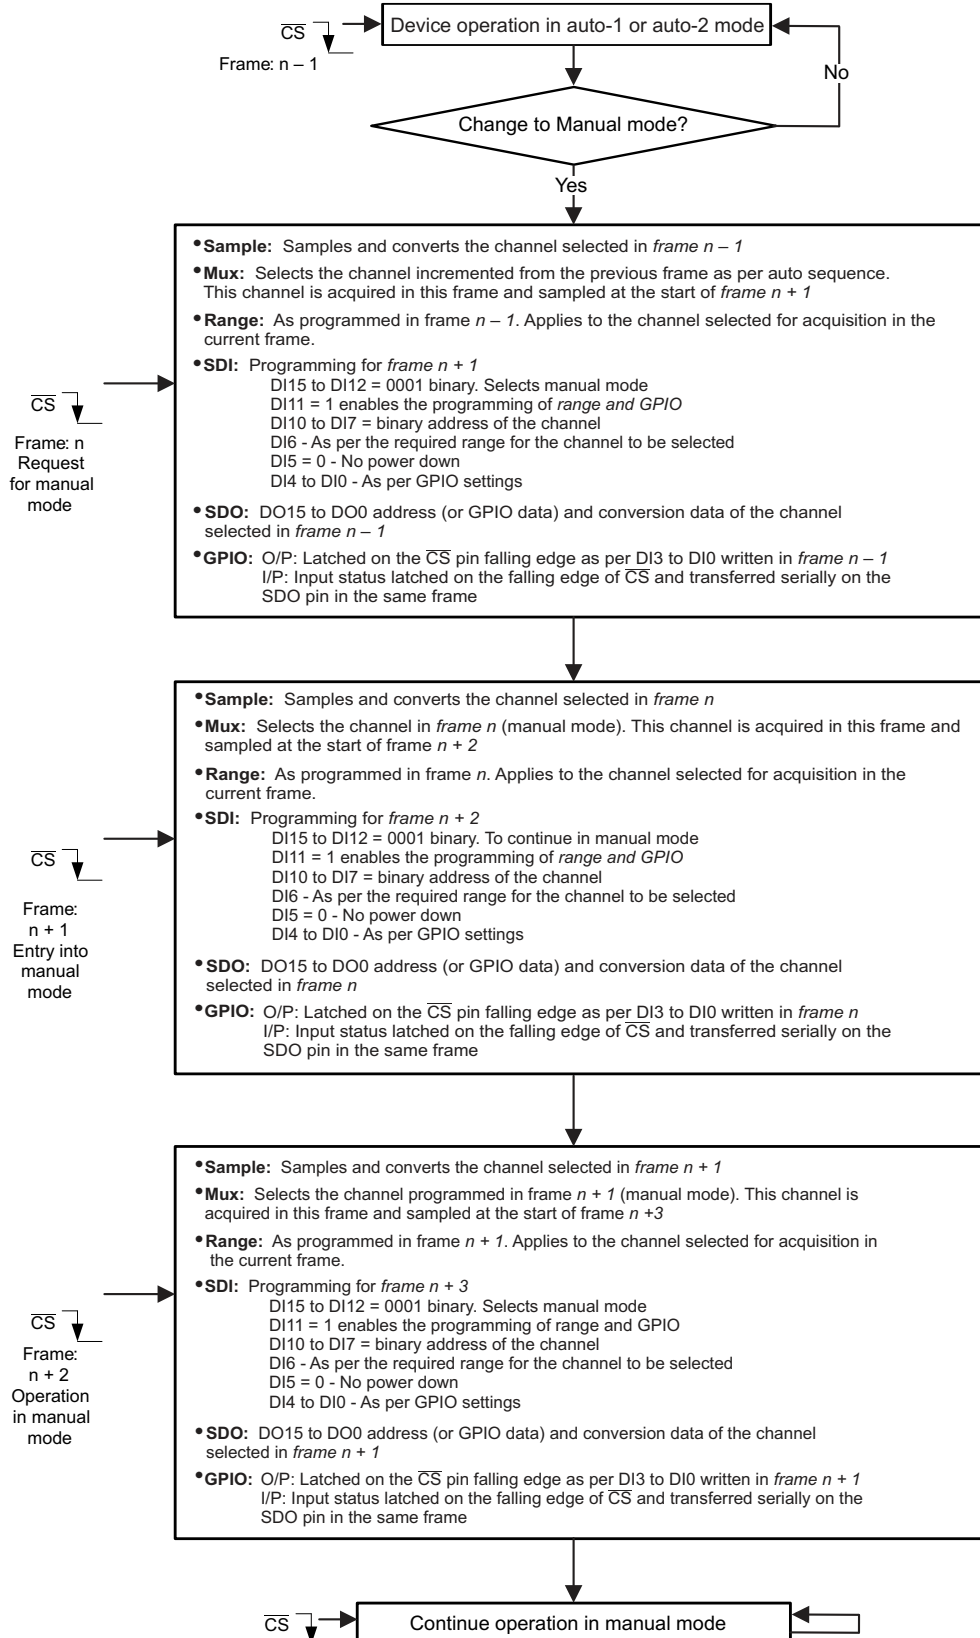 Device operation in auto-1 or auto-2 mode
CS
Frame: n – 1
No
Change to Manual mode?
Yes
•Sample: Samples and converts the channel selected in frame n – 1
•Mux: Selects the channel incremented from the previous frame as per auto sequence.
This channel is acquired in this frame and sampled at the start of frame n + 1
•Range: As programmed in frame n – 1. Applies to the channel selected for acquisition in the
current frame.
•SDI: Programming for frame n + 1
DI15 to DI12 = 0001 binary. Selects manual mode
DI11 = 1 enables the programming of range and GPIO
DI10 to DI7 = binary address of the channel
DI6 - As per the required range for the channel to be selected
DI5 = 0 - No power down
DI4 to DI0 - As per GPIO settings
•SDO: DO15 to DO0 address (or GPIO data) and conversion data of the channel
selected in frame n – 1
•GPIO: O/P: Latched on the CS pin falling edge as per DI3 to DI0 written in frame n – 1
I/P: Input status latched on the falling edge of CS and transferred serially on the
SDO pin in the same frame
CS
Frame: n
Request
for manual
mode
•Sample: Samples and converts the channel selected in frame n
•Mux: Selects the channel in frame n (manual mode). This channel is acquired in this frame and
sampled at the start of frame n + 2
•Range: As programmed in frame n. Applies to the channel selected for acquisition in the
current frame.
•SDI: Programming for frame n + 2
DI15 to DI12 = 0001 binary. To continue in manual mode
DI11 = 1 enables the programming of range and GPIO
DI10 to DI7 = binary address of the channel
DI6 - As per the required range for the channel to be selected
DI5 = 0 - No power down
DI4 to DI0 - As per GPIO settings
•SDO: DO15 to DO0 address (or GPIO data) and conversion data of the channel
selected in frame n
•GPIO: O/P: Latched on the CS pin falling edge as per DI3 to DI0 written in frame n
I/P: Input status latched on the falling edge of CS and transferred serially on the
SDO pin in the same frame
CS
Frame:
n + 1
Entry into
manual
mode
•Sample: Samples and converts the channel selected in frame n + 1
•Mux: Selects the channel programmed in frame n + 1 (manual mode). This channel is
acquired in this frame and sampled at the start of frame n +3
•Range: As programmed in frame n + 1. Applies to the channel selected for acquisition in
the current frame.
•SDI: Programming for frame n + 3
DI15 to DI12 = 0001 binary. Selects manual mode
DI11 = 1 enables the programming of range and GPIO
DI10 to DI7 = binary address of the channel
DI6 - As per the required range for the channel to be selected
DI5 = 0 - No power down
DI4 to DI0 - As per GPIO settings
•SDO: DO15 to DO0 address (or GPIO data) and conversion data of the channel
selected in frame n + 1
•GPIO: O/P: Latched on the CS pin falling edge as per DI3 to DI0 written in frame n + 1
I/P: Input status latched on the falling edge of CS and transferred serially on the
SDO pin in the same frame
CS
Frame:
n + 2
Operation
in manual
mode
CS
Continue operation in manual mode